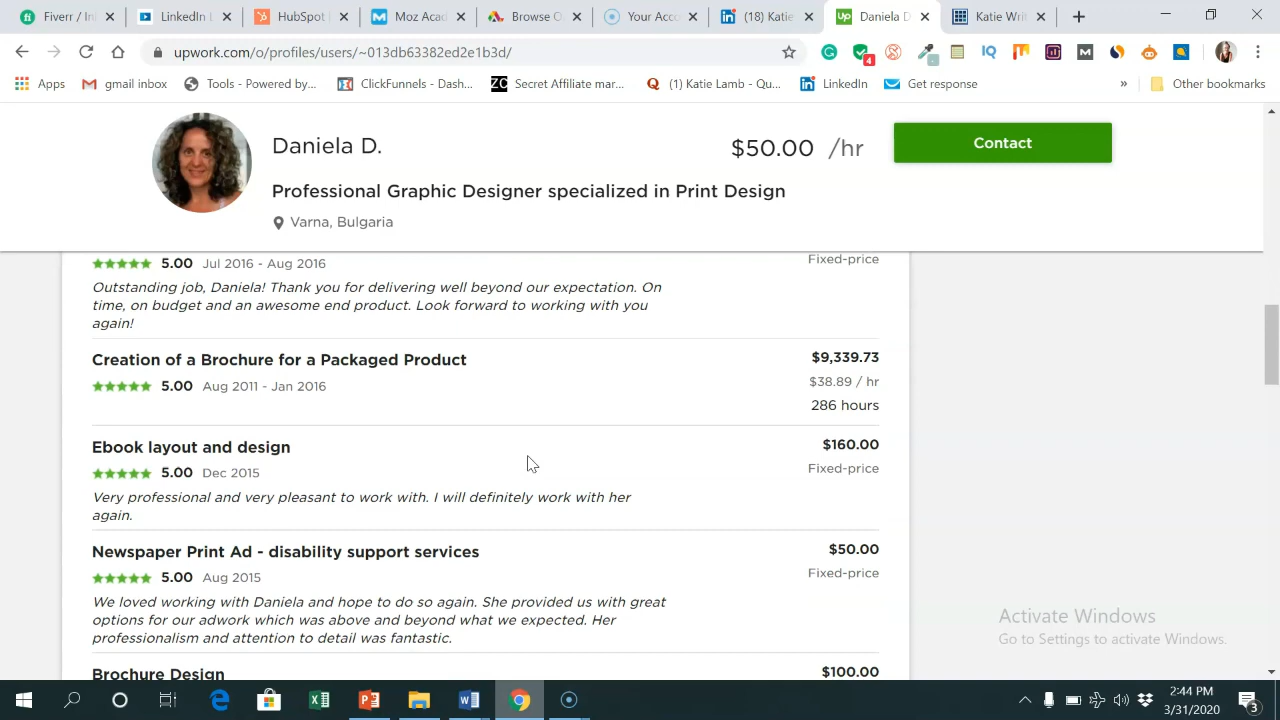 Fiverr / In
LinkedIn L
HubSpot
Moz Aca
Browse O
Your Acc
(18) Katie
Daniela D
Katie Writ
upwork.com/o/profiles/users/~013db63382ed2e1b3d/
4
Apps
gmail inbox
Tools - Powered by...
ClickFunnels - Dash...
ZC Secret Affiliate mar...
(1) Katie Lamb - Qu...
LinkedIn
Get response
»
Other bookmarks
Daniela D.
$50.00 /hr
Contact
Professional Graphic Designer specialized in Print Design
Varna, Bulgaria
5.00 Jul 2016 - Aug 2016
Fixed-price
Outstanding job, Daniela! Thank you for delivering well beyond our expectation. On
time, on budget and an awesome end product. Look forward to working with you
again!
Creation of a Brochure for a Packaged Product
$9,339.73
5.00 Aug 2011 - Jan 2016
$38.89 / hr
286 hours
Ebook layout and design
$160.00
5.00 Dec 2015
Fixed-price
Very professional and very pleasant to work with. I will definitely work with her
again.
Newspaper Print Ad - disability support services
$50.00
5.00 Aug 2015
Fixed-price
We loved working with Daniela and hope to do so again. She provided us with great
options for our adwork which was above and beyond what we expected. Her
professionalism and attention to detail was fantastic.
Brochure Design
$100.00
Activate Windows
Go to Settings to activate Windows.
2:44 PM
3/31/2020
3